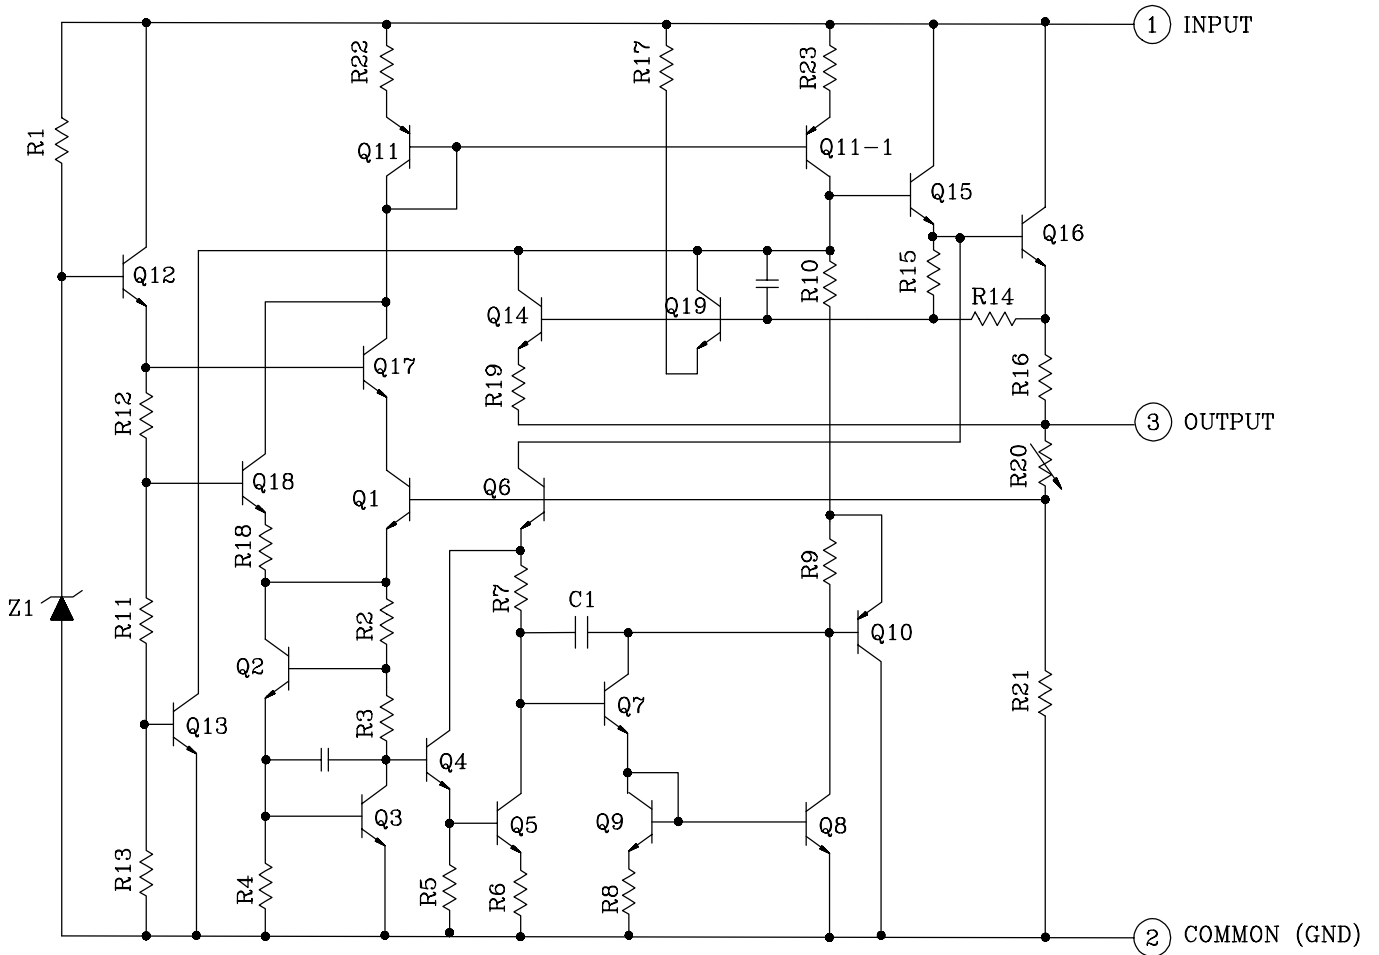 1 INPUT
R22
R17
R23
R1
Q11
Q11-1
Q15
Q16
Q12
R15
R10
R14
Q14
Q19
Q17
R16
R19
R12
3 OUTPUT
R20
Q18
Q1
Q6
R18
R9
R7
C1
Z1
R11
R2
Q10
Q2
R21
Q7
R3
Q13
Q4
Q3
Q5
Q9
Q8
R13
R4
R5
R6
R8
2 COMMON (GND)